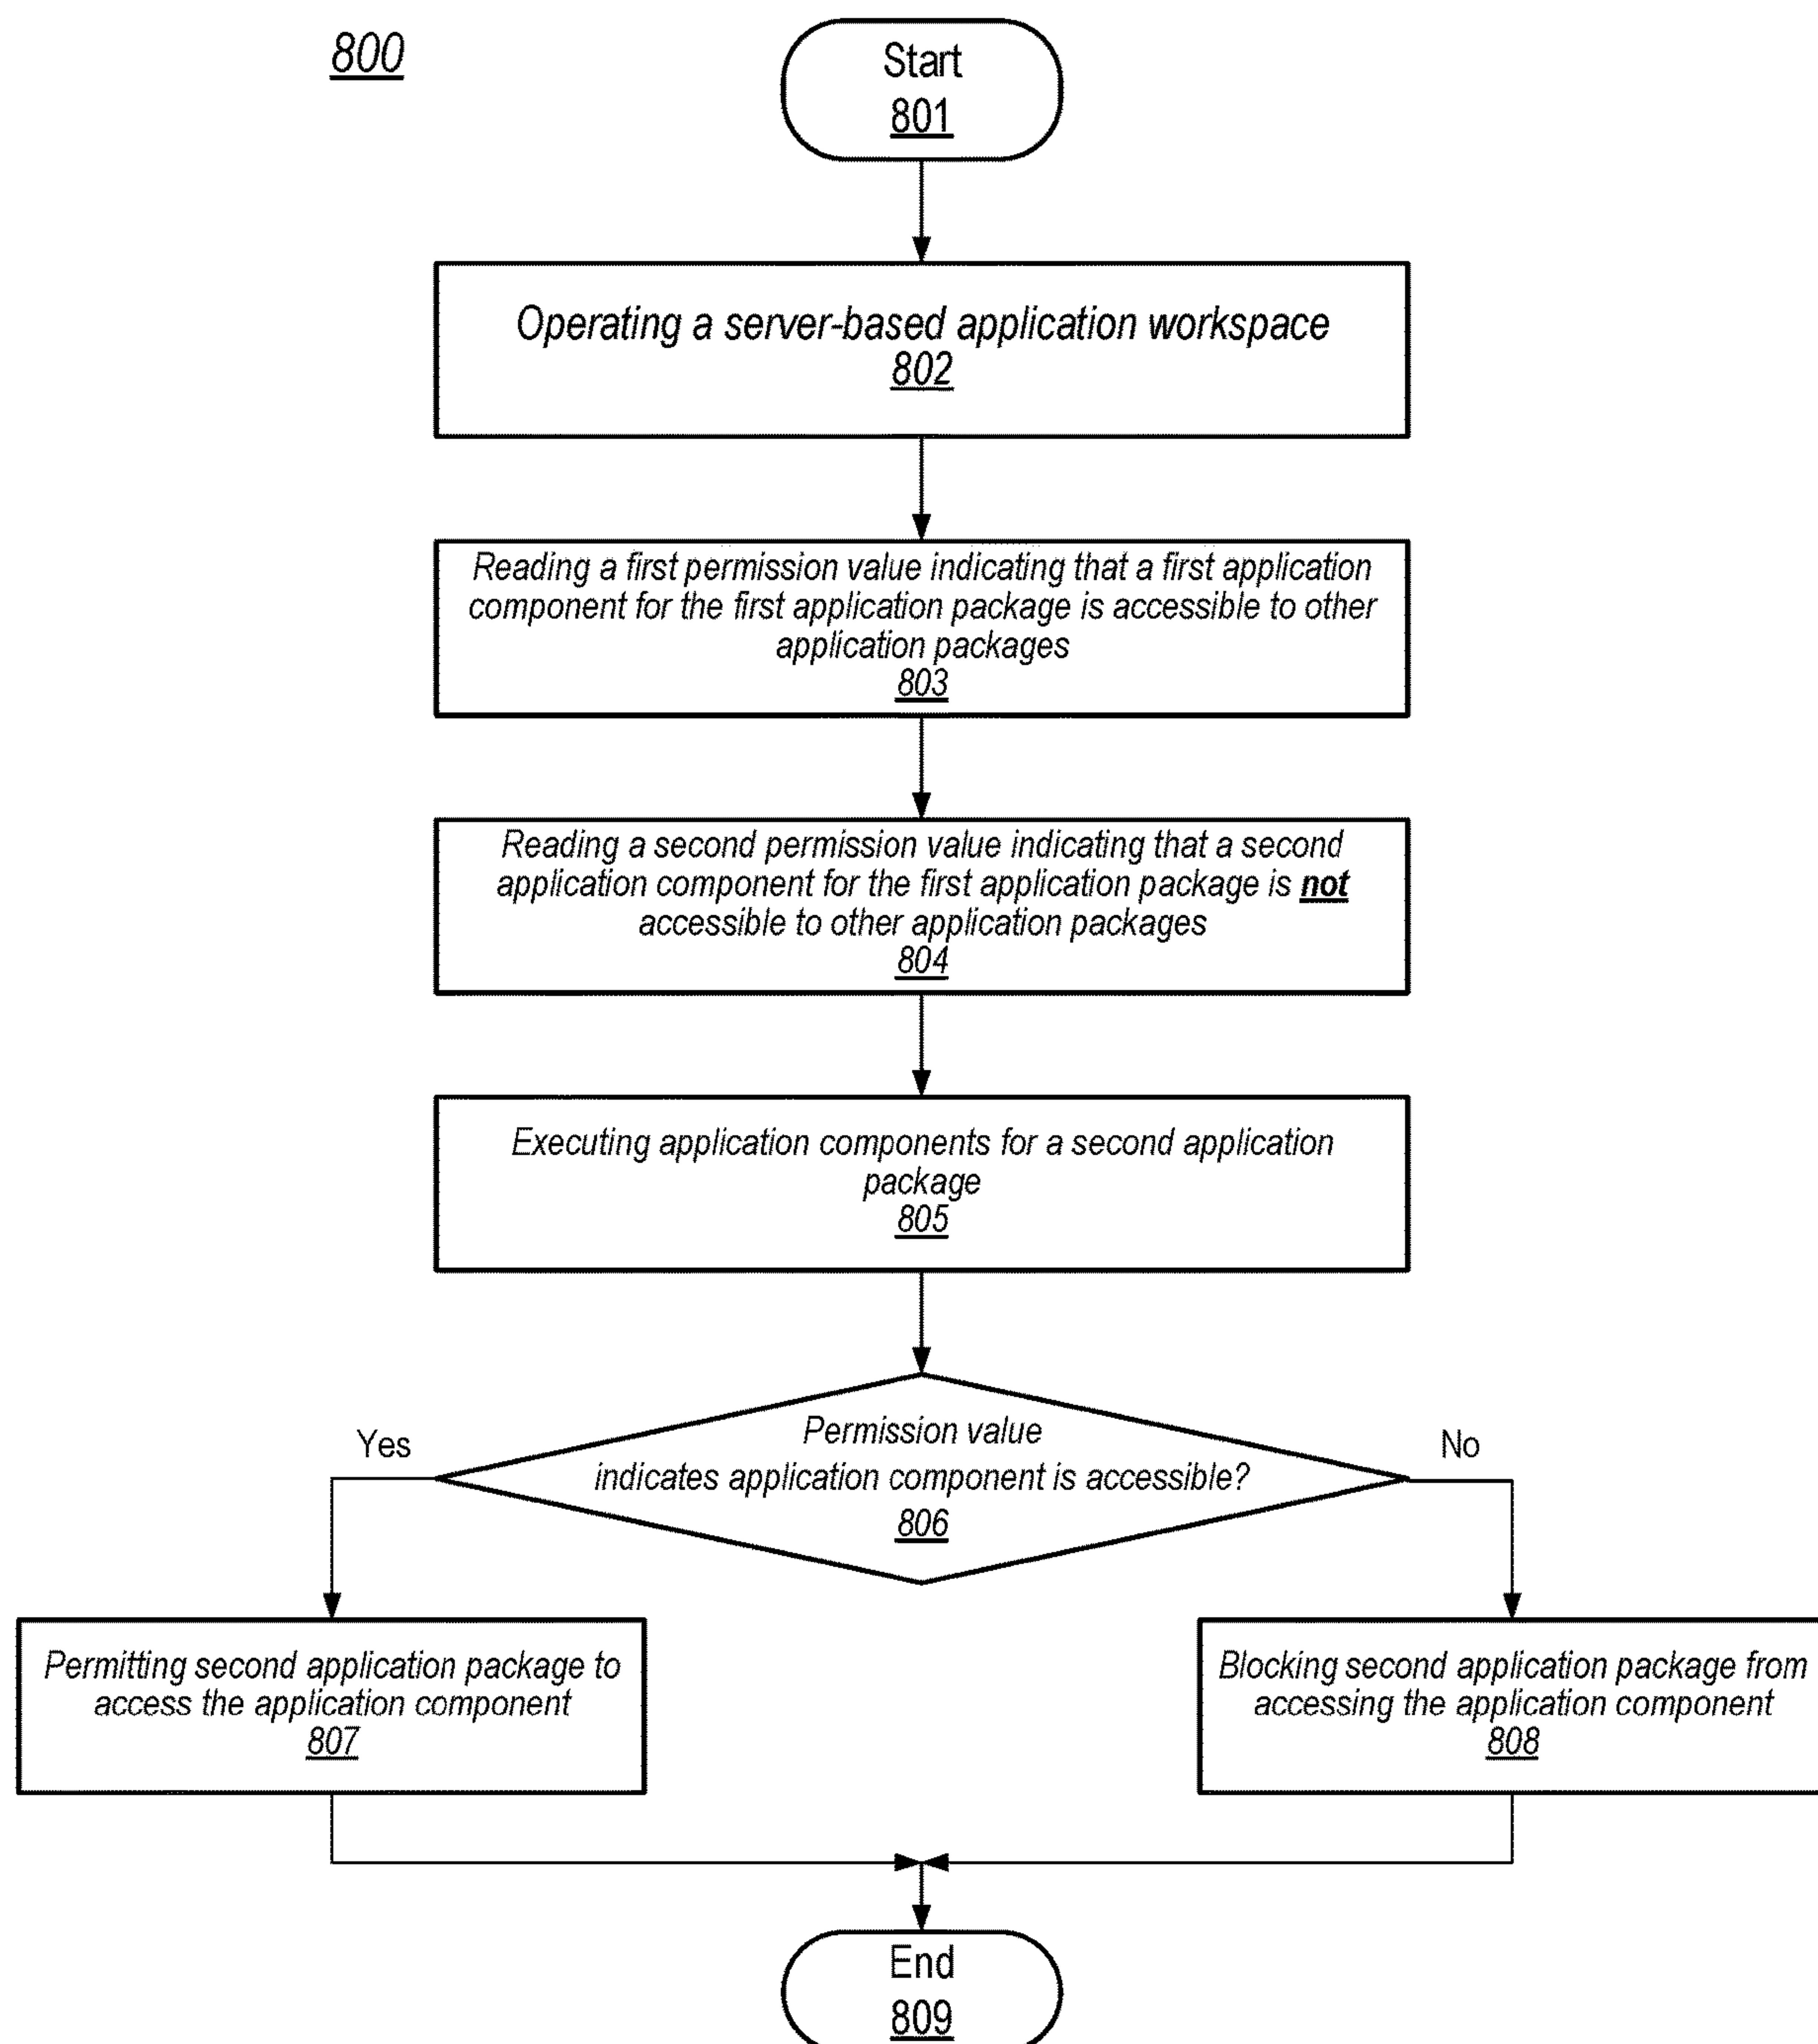 800
Start
801
Operating a server-based application workspace
802
Reading a first permission value indicating that a first application
component for the first application package is accessible to other
application packages
803
Reading a second permission value indicating that a second
application component for the first application package is not
accessible to other application packages
804
Executing application components for a second application
package
805
Permission value
indicates application component is accessible?
806
Yes
No
Permitting second application package to
access the application component
807
Blocking second application package from
accessing the application component
808
End
809